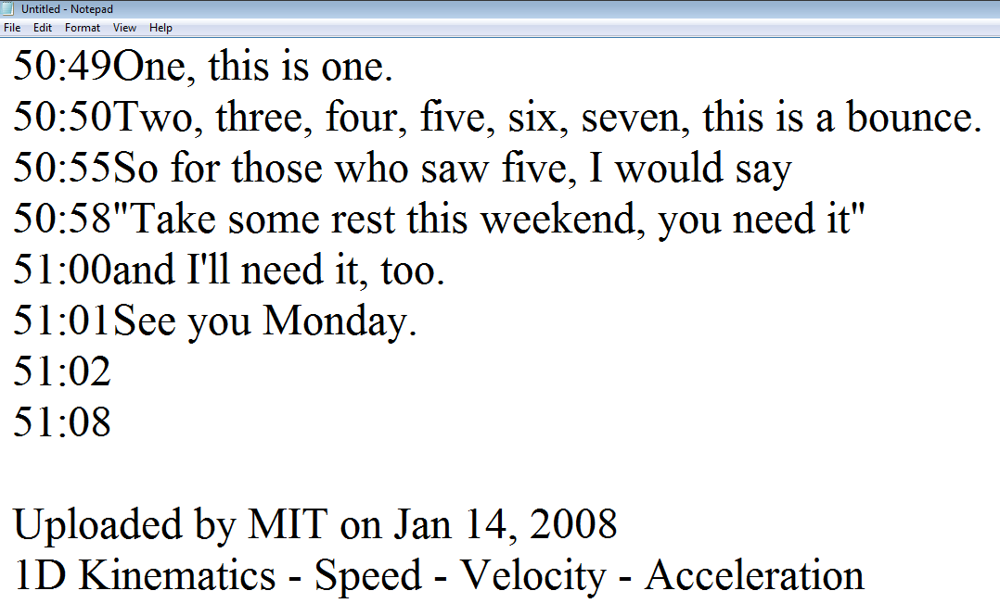 Untitled - Notepad
File Edit Format View Help
50:49One, this is one.
50:50Two, three, four, five, six, seven, this is a bounce.
50:55So for those who saw five, I would say
50:58"Take some rest this weekend, you need it"
51:00and I'll need it, too.
51:01See you Monday.
51:02
51:08
Uploaded by MIT on Jan 14, 2008
1D Kinematics - Speed - Velocity - Acceleration